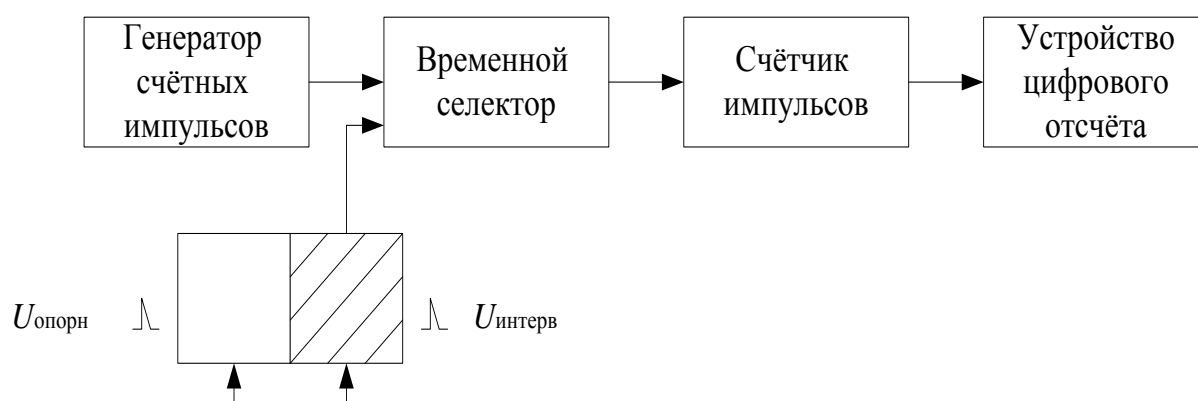 Генератор
счётных
импульсов
Временной
селектор
Счётчик
импульсов
Устройство
цифрового
отсчёта
Uопорн
Uинтерв